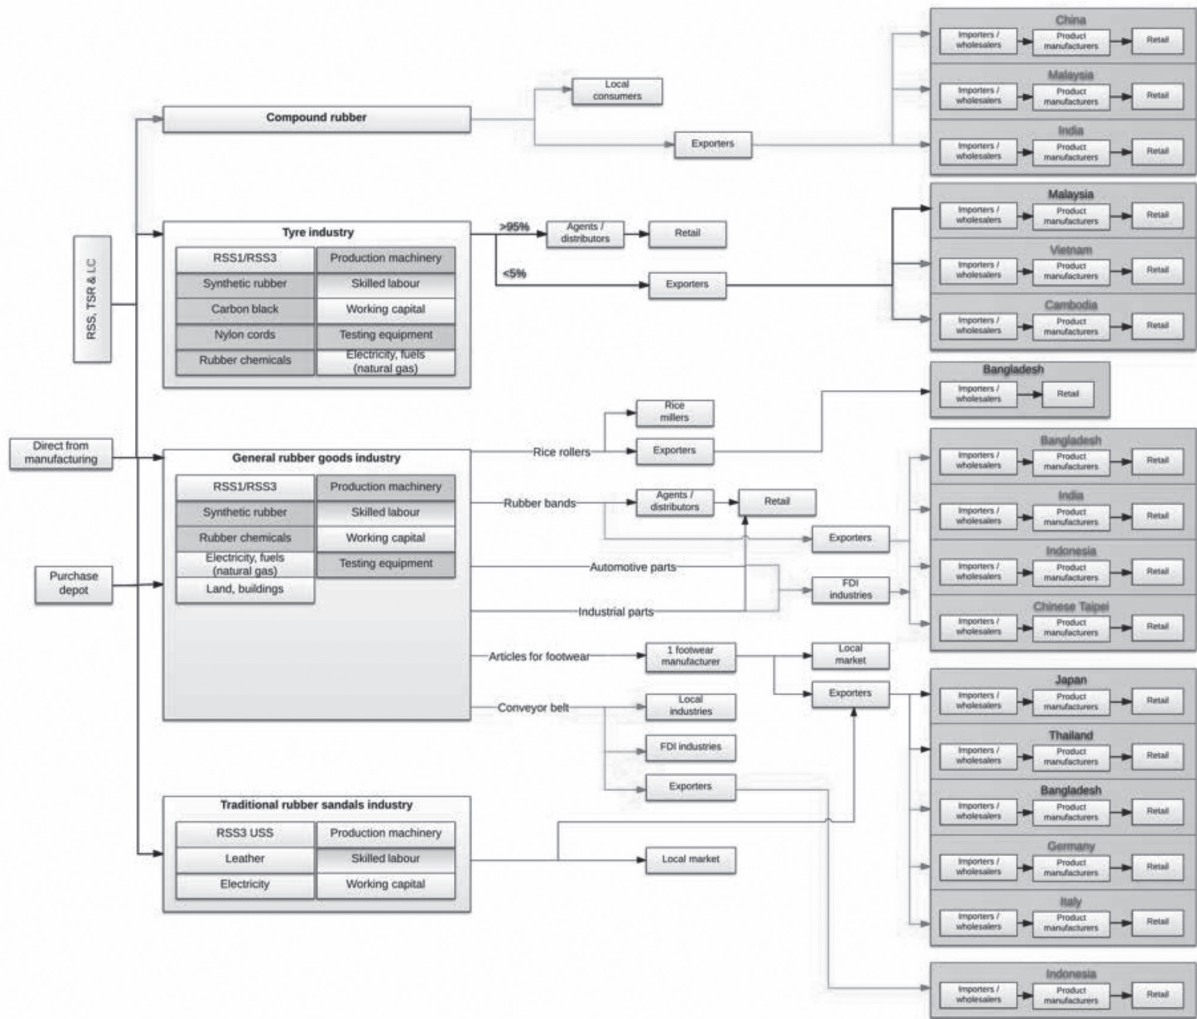 RSS, TSR & LC
Direct from
manufacturing
Purchase
depot
Compound rubber
Local
consumers
Exporters
Tyre industry
RSS1/RSS3
Production machinery
Synthetic rubber
Skilled labour
Carbon black
Working capital
Nylon cords
Testing equipment
Rubber chemicals
Electricity, fuels
(natural gas)
>95%
Agents /
distributors
Retail
<5%
Exporters
General rubber goods industry
RSS1/RSS3
Production machinery
Synthetic rubber
Skilled labour
Rubber chemicals
Working capital
Electricity, fuels
(natural gas)
Testing equipment
Land, buildings
Rice rollers
Rice
millers
Exporters
Rubber bands
Agents /
distributors
Retail
Exporters
Automotive parts
FDI
industries
Industrial parts
Articles for footwear
1 footwear
manufacturer
Local
market
Exporters
Conveyor belt
Local
industries
FDI industries
Exporters
Traditional rubber sandals industry
RSS3 USS
Production machinery
Leather
Skilled labour
Electricity
Working capital
Local market
China
Importers /
wholesalers
Product
manufacturers
Retail
Malaysia
Importers /
wholesalers
Product
manufacturers
Retail
India
Importers /
wholesalers
Product
manufacturers
Retail
Malaysia
Importers /
wholesalers
Product
manufacturers
Retail
Vietnam
Importers /
wholesalers
Product
manufacturers
Retail
Cambodia
Importers /
wholesalers
Product
manufacturers
Retail
Bangladesh
Importers /
wholesalers
Retail
Bangladesh
Importers /
wholesalers
Product
manufacturers
Retail
India
Importers /
wholesalers
Product
manufacturers
Retail
Indonesia
Importers /
wholesalers
Product
manufacturers
Retail
Chinese Taipei
Importers /
wholesalers
Product
manufacturers
Retail
Japan
Importers /
wholesalers
Product
manufacturers
Retail
Thailand
Importers /
wholesalers
Product
manufacturers
Retail
Bangladesh
Importers /
wholesalers
Product
manufacturers
Retail
Germany
Importers /
wholesalers
Product
manufacturers
Retail
Italy
Importers /
wholesalers
Product
manufacturers
Retail
Indonesia
Importers /
wholesalers
Product
manufacturers
Retail